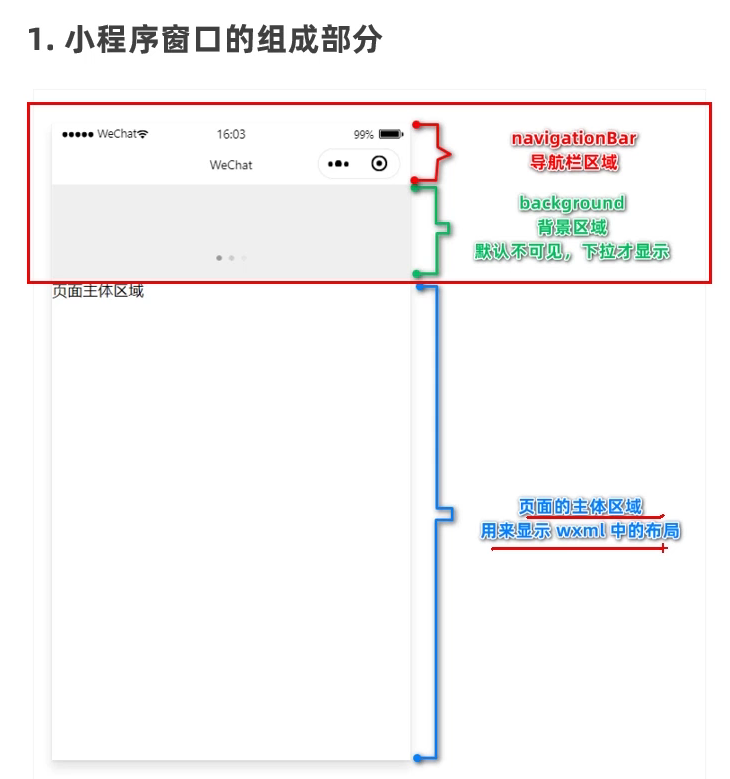 1. 小程序窗口的组成部分
WeChat
16:03
99%
WeChat
navigationBar
导航栏区域
background
背景区域
默认不可见，下拉才显示
页面主体区域
页面的主体区域
用来显示 wxml 中的布局